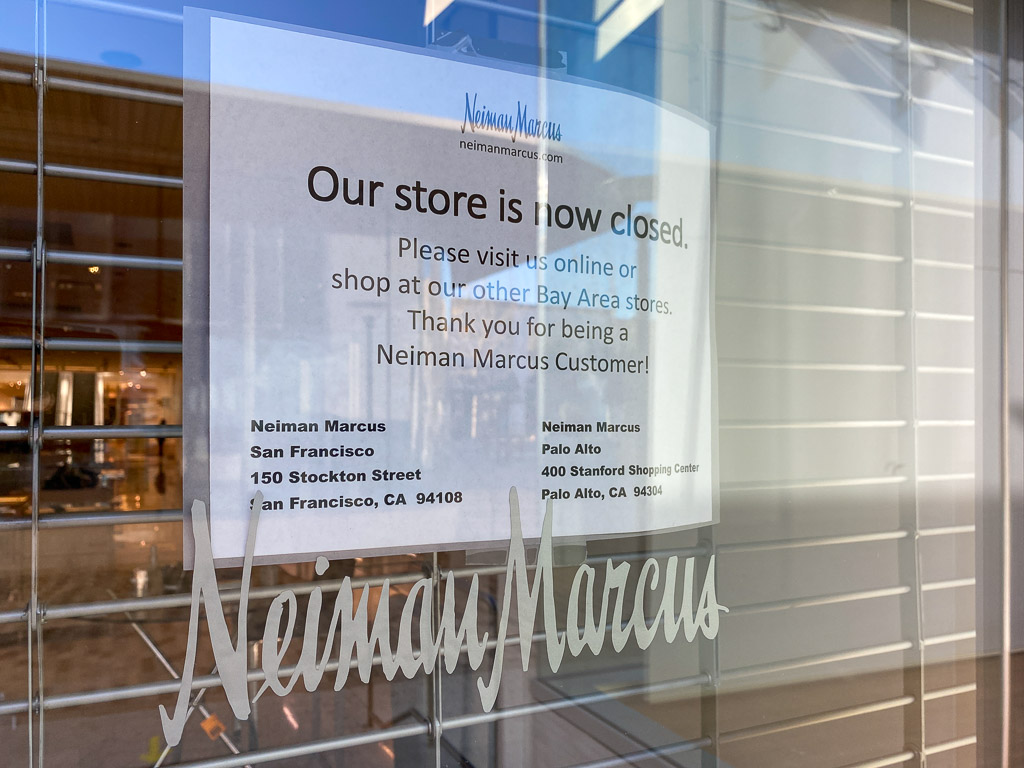 Neiman Marcus
neimanmarcus.com
Our store is now closed.
Please visit us online or
shop at our other Bay Area stores.
Thank you for being a
Neiman Marcus Customer!
Neiman Marcus
San Francisco
150 Stockton Street
San Francisco, CA 94108
Neiman Marcus
Palo Alto
400 Stanford Shopping Center
Palo Alto, CA 94304
Neiman Marcus